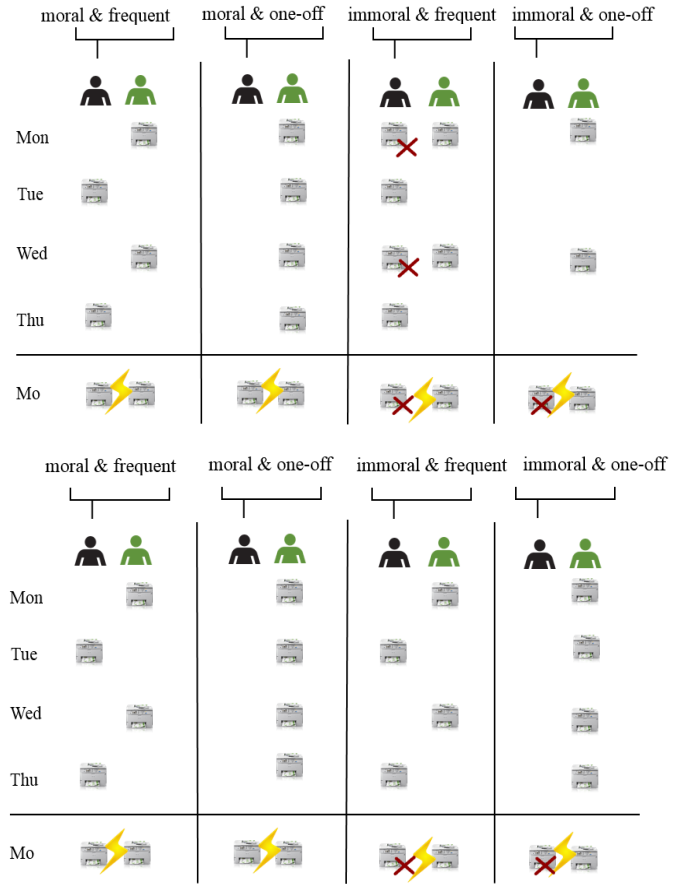 moral & frequent moral & one-off immoral & frequent immoral & one-off
Mon
Tue
Wed
Thu
Mo
moral & frequent moral & one-off immoral & frequent immoral & one-off
Mon
Tue
Wed
Thu
Mo